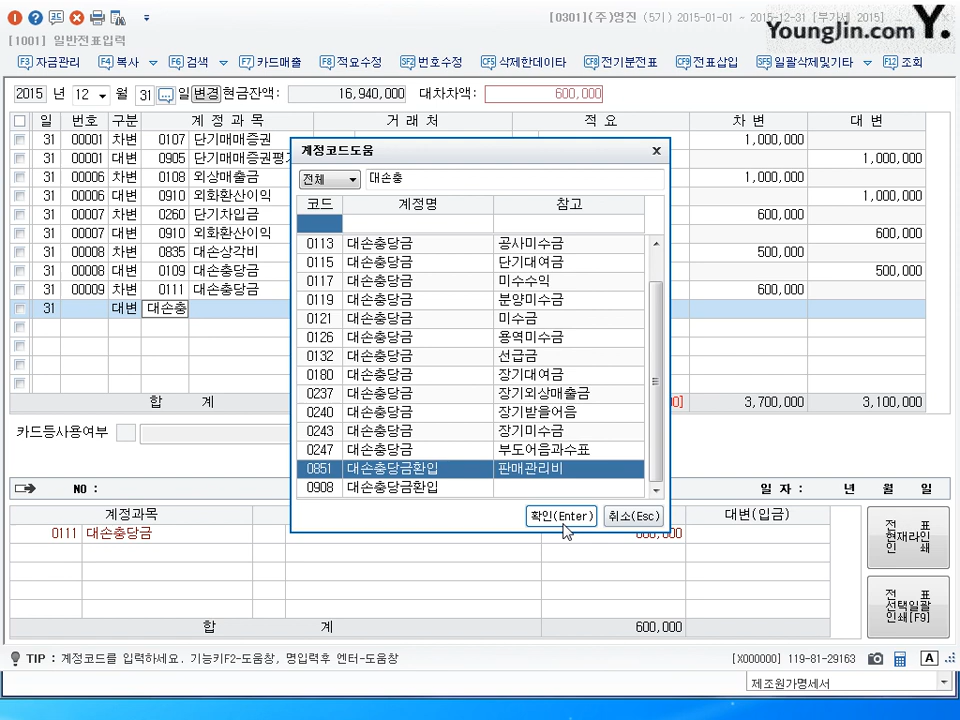 [0301](주)영진 (5기) 2015-01-01 ~ 2015-12-31 [부가세 2015]
YoungJin.com Y.
[1001] 일반전표입력
F3 자금관리 F4 복사 F6 검색 F7 카드매출 F8 적요수정 SF2 번호수정 CF5 삭제한데이타 CF8 전기분전표 CF9 전표삽입 SF5 일괄삭제및기타 F12 조회
2015 년 12 월 31 ... 일 변경 현금잔액: 16,940,000 대차차액: 600,000
일 번호 구분 계 정 과 목 거 래 처 적 요 차 변 대 변
31 00001 차변 0107 단기매매증권 1,000,000
31 00001 대변 0905 단기매매증권평 1,000,000
31 00006 차변 0108 외상매출금 1,000,000
31 00006 대변 0910 외화환산이익 1,000,000
31 00007 차변 0260 단기차입금 600,000
31 00007 대변 0910 외화환산이익 600,000
31 00008 차변 0835 대손상각비 500,000
31 00008 대변 0109 대손충당금 500,000
31 00009 차변 0111 대손충당금 600,000
31 대변 대손충
합 계 3,700,000 3,100,000
카드등사용여부
계정코드도움 x
전체 대손충
코드 계정명 참고
0113 대손충당금 공사미수금
0115 대손충당금 단기대여금
0117 대손충당금 미수수익
0119 대손충당금 분양미수금
0121 대손충당금 미수금
0126 대손충당금 용역미수금
0132 대손충당금 선급금
0180 대손충당금 장기대여금
0237 대손충당금 장기외상매출금
0240 대손충당금 장기받을어음
0243 대손충당금 장기미수금
0247 대손충당금 부도어음과수표
0851 대손충당금환입 판매관리비
0908 대손충당금환입
확인(Enter) 취소(Esc)
NO : 일 자 : 년 월 일
계정과목 대변(입금)
0111 대손충당금 600,000
합 계 600,000
전 표
현재라인
인 쇄
전 표
선택일괄
인쇄[F9]
TIP : 계정코드를 입력하세요. 기능키F2-도움창, 명입력후 엔터-도움창
[X000000] 119-81-29163 A
제조원가명세서